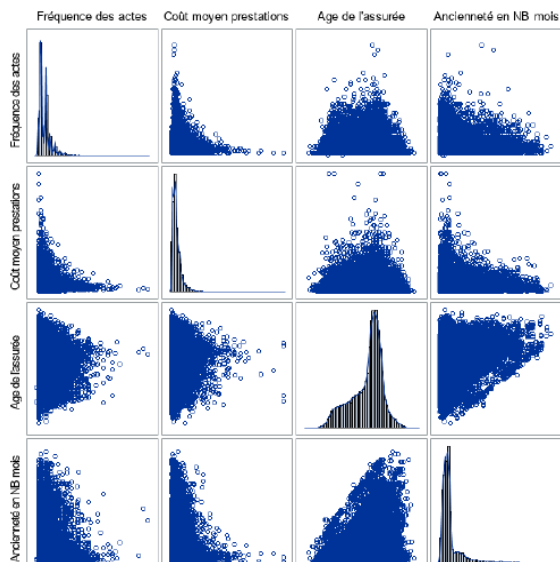 Fréquence des actes
Coût moyen prestations
Age de l'assurée
Ancienneté en NB mois
Fréquence des actes
Coût moyen prestations
Age de l'assurée
Ancienneté en NB mois